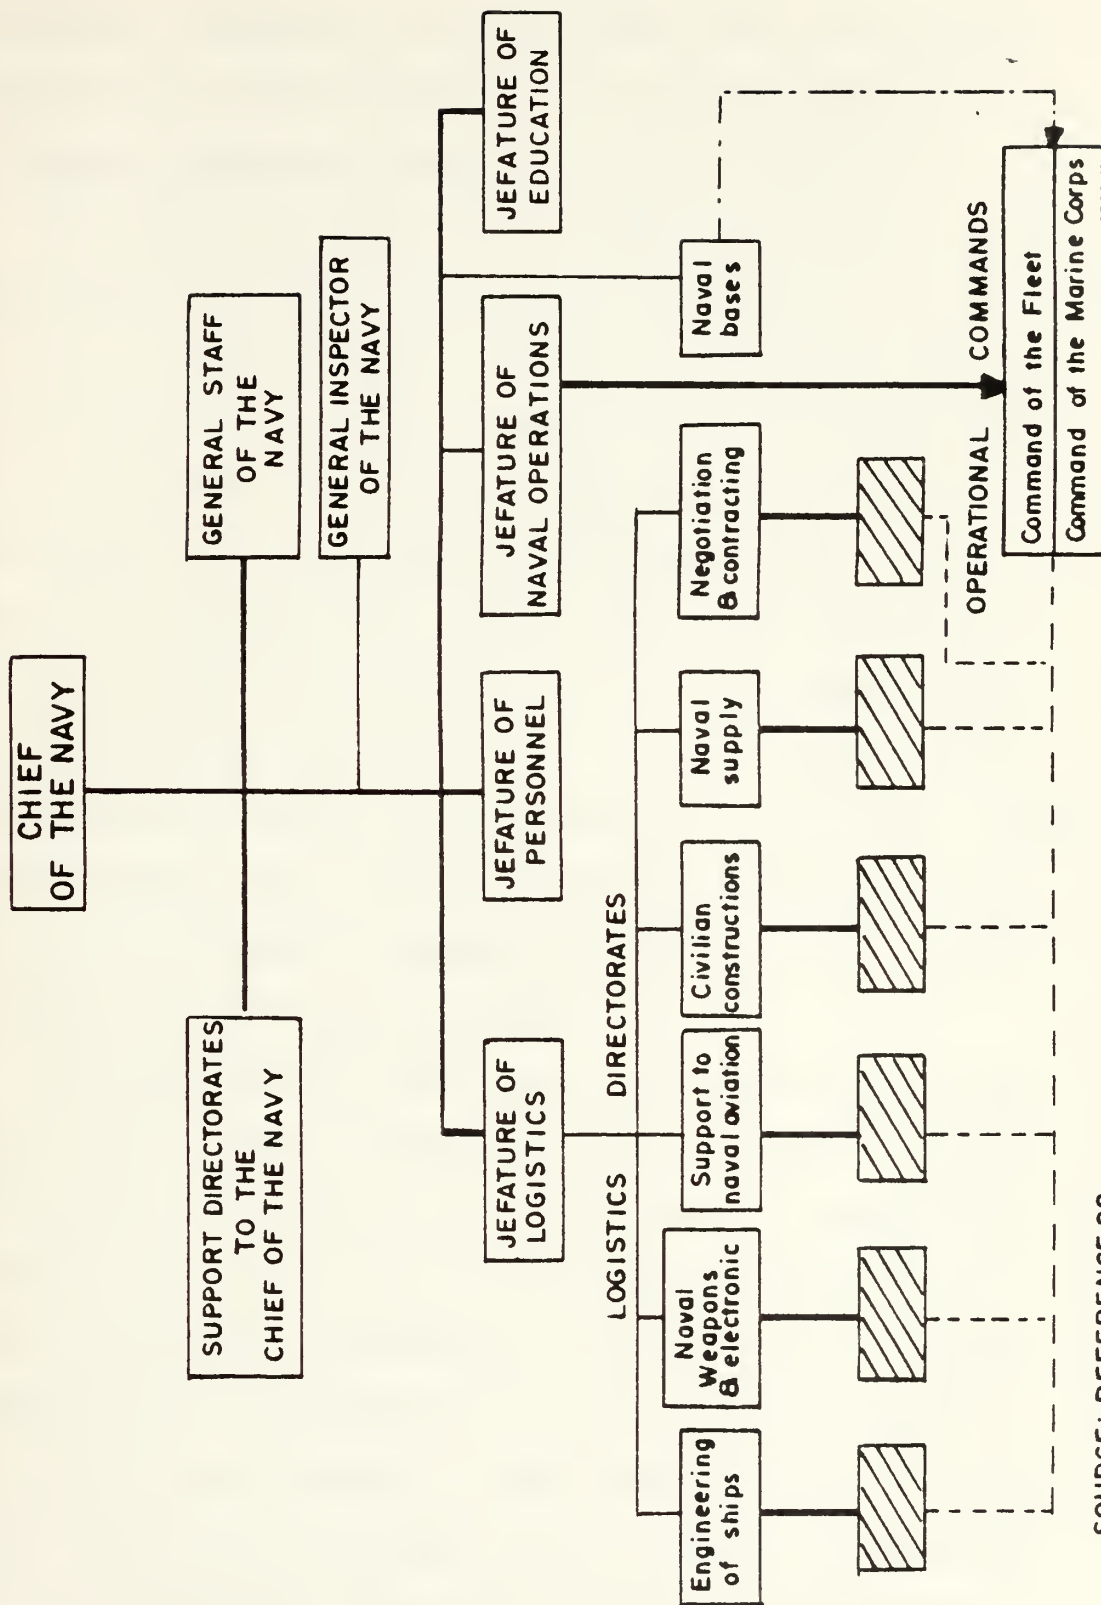 CHIEF
OF THE NAVY
SUPPORT DIRECTORATES
TO THE
CHIEF OF THE NAVY
GENERAL STAFF
OF THE
NAVY
GENERAL INSPECTOR
OF THE NAVY
JEFATURE OF
LOGISTICS
JEFATURE OF
PERSONNEL
JEFATURE OF
NAVAL OPERATIONS
JEFATURE OF
EDUCATION
LOGISTICS DIRECTORATES
Engineering
of ships
Naval
Weapons
& electronic
Support to
naval aviation
Civilian
constructions
Naval
supply
Negotiation
& contracting
Naval
bases
OPERATIONAL COMMANDS
Command of the Fleet
Command of the Marine Corps
SOURCE: REFERENCE